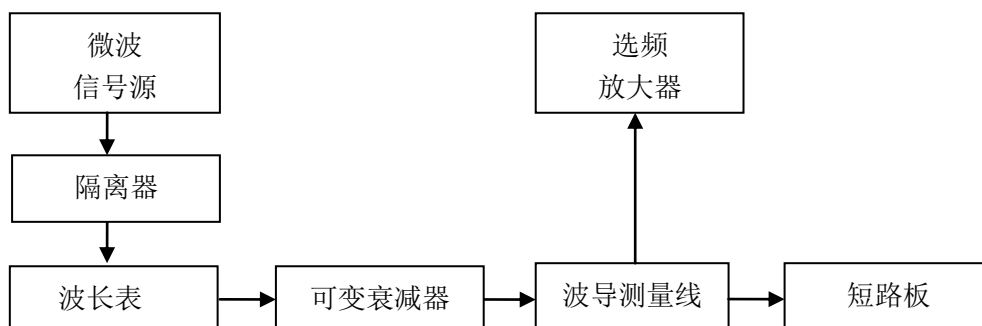 微波
信号源
选频
放大器
隔离器
波长表
可变衰减器
波导测量线
短路板